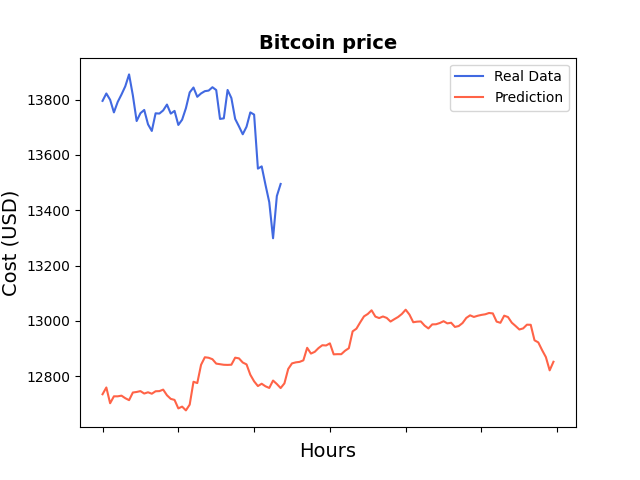 Bitcoin price
Real Data
Prediction
13800
13600
13400
13200
13000
12800
Cost (USD)
Hours